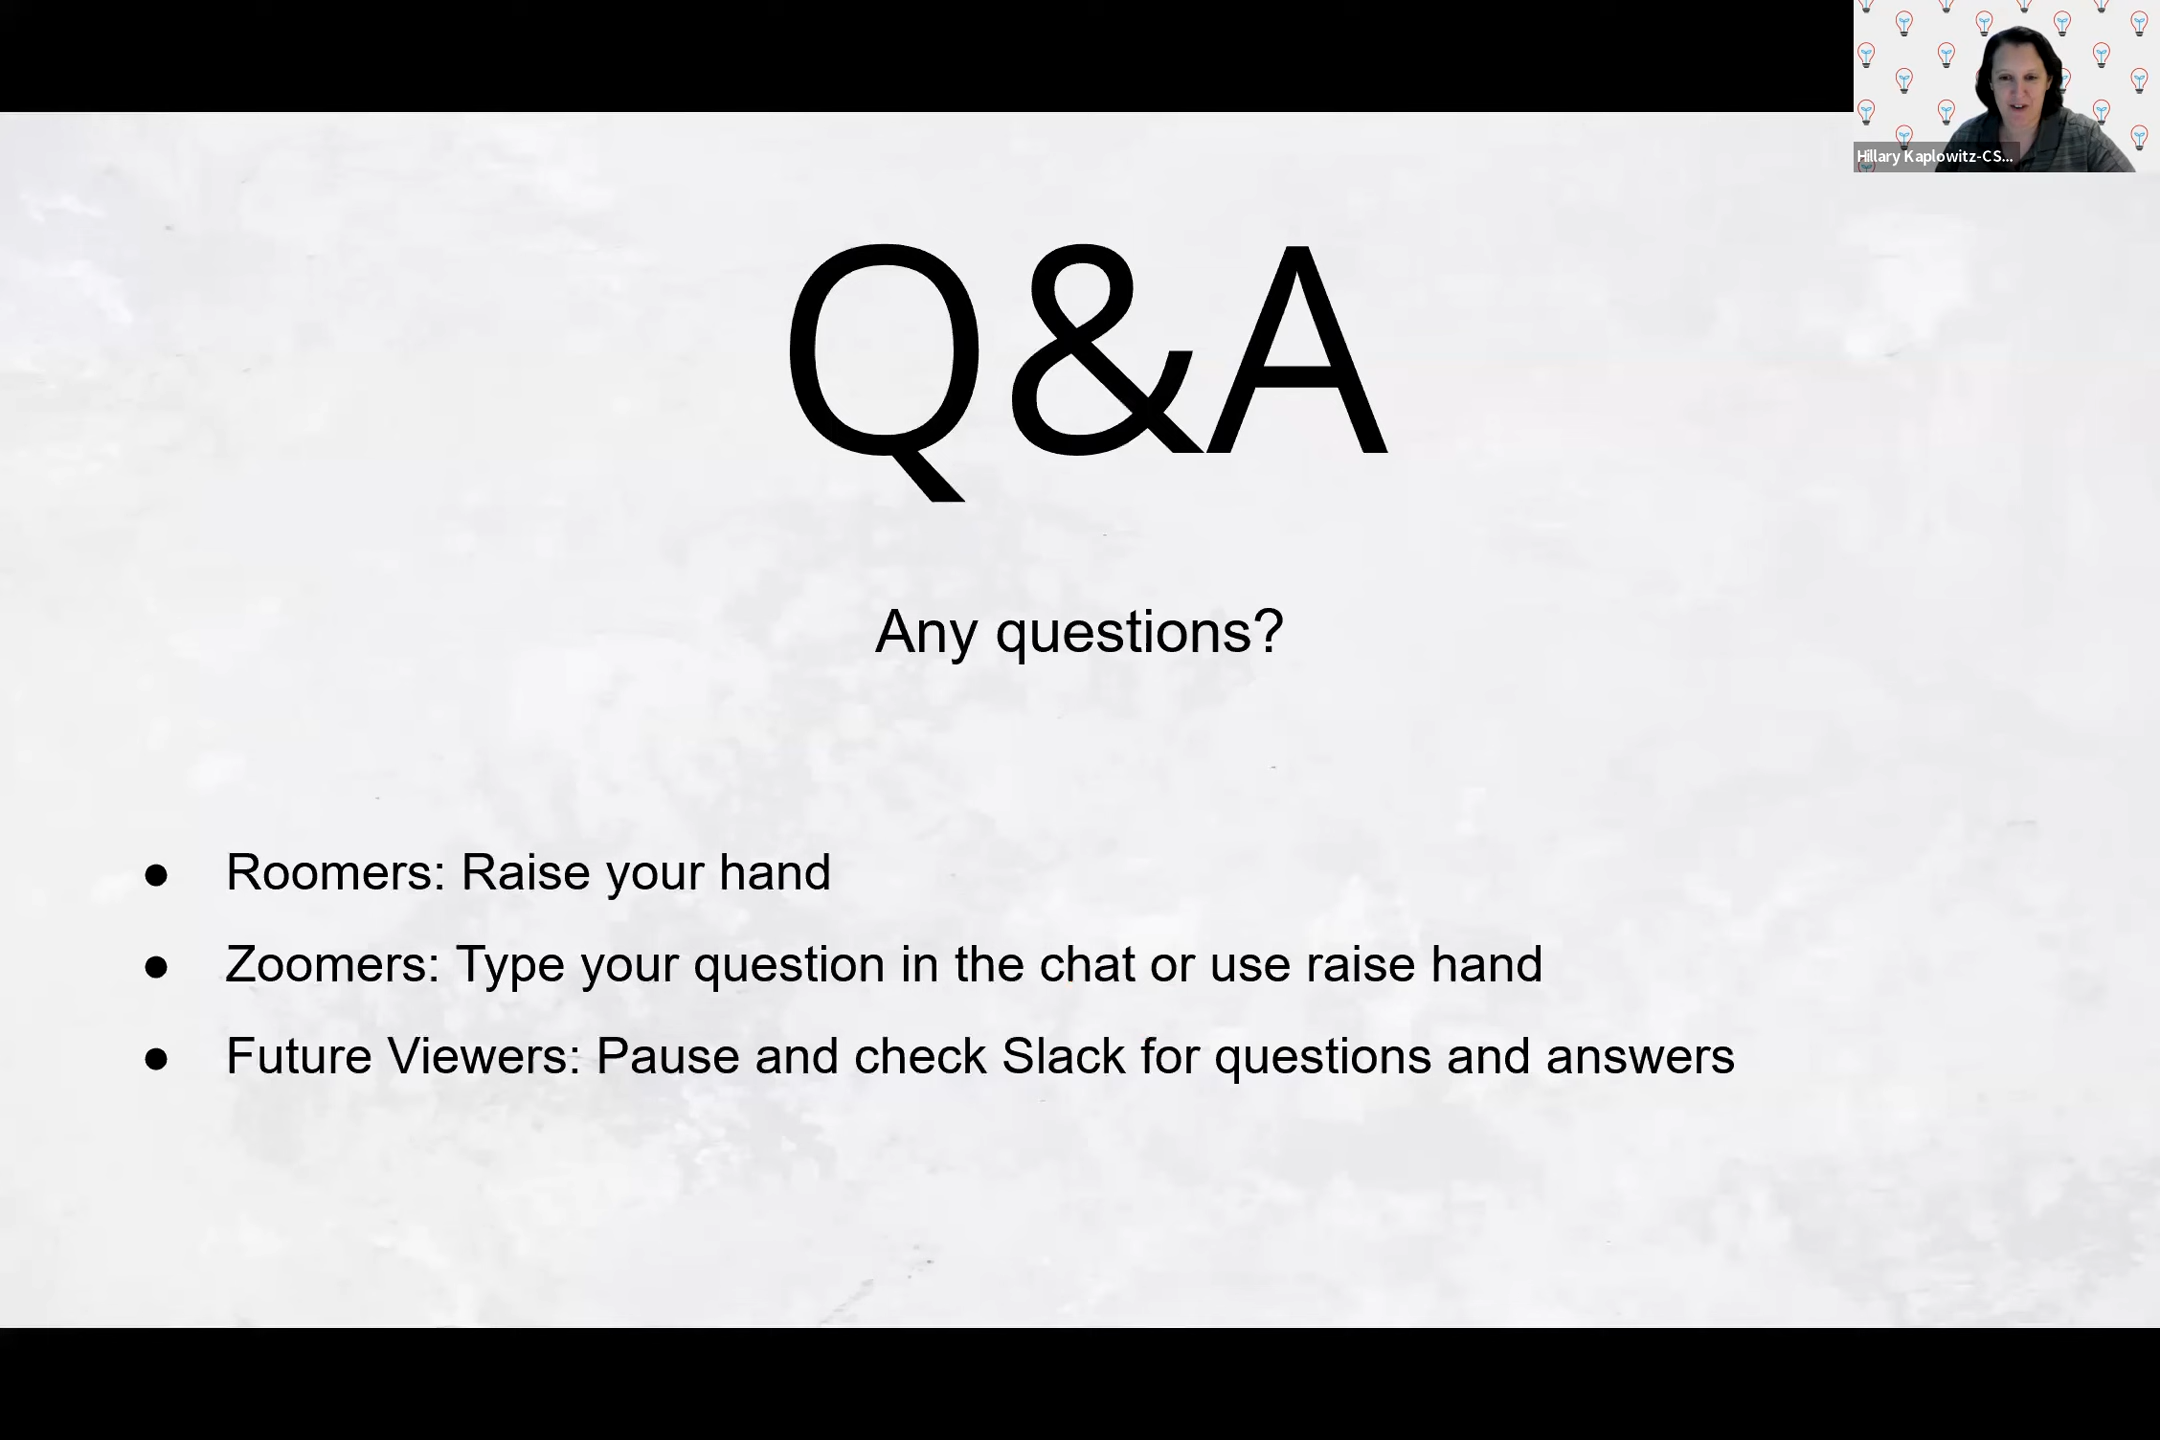 Hillary Kaplowitz-CS...
Q&A
Any questions?
● Roomers: Raise your hand
● Zoomers: Type your question in the chat or use raise hand
● Future Viewers: Pause and check Slack for questions and answers